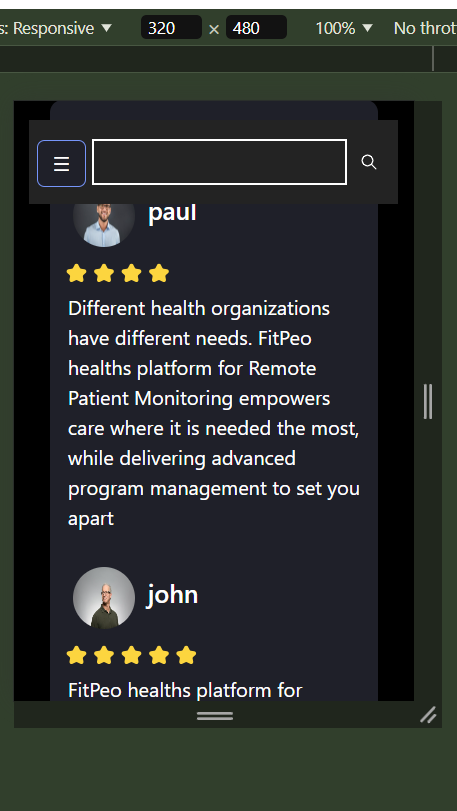 s: Responsive ▼ 320 × 480 100% ▼ No thrott
paul
Different health organizations
have different needs. FitPeo
healths platform for Remote
Patient Monitoring empowers
care where it is needed the most,
while delivering advanced
program management to set you
apart
john
FitPeo healths platform for